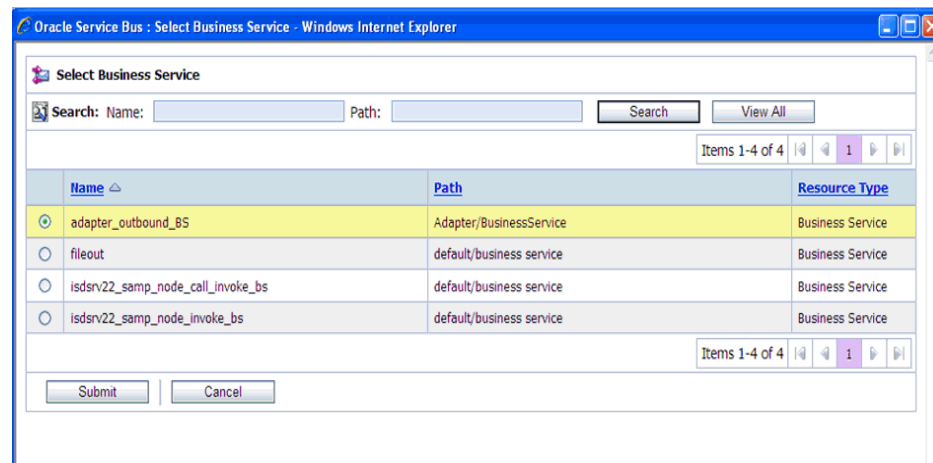 Oracle Service Bus : Select Business Service - Windows Internet Explorer
Select Business Service
Search: Name: Path: Search View All
Items 1-4 of 4 1
Name Path Resource Type
adapter_outbound_BS Adapter/BusinessService Business Service
fileout default/business service Business Service
isdsrv22_samp_node_call_invoke_bs default/business service Business Service
isdsrv22_samp_node_invoke_bs default/business service Business Service
Items 1-4 of 4 1
Submit Cancel